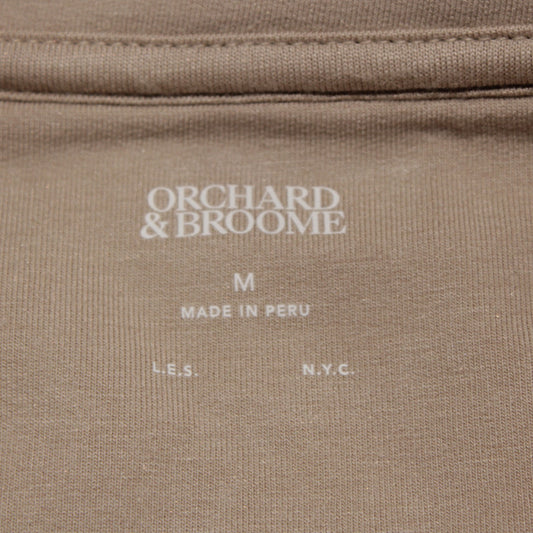 ORCHARD
& BROOME
M
MADE IN PERU
L.E.S. N.Y.C.